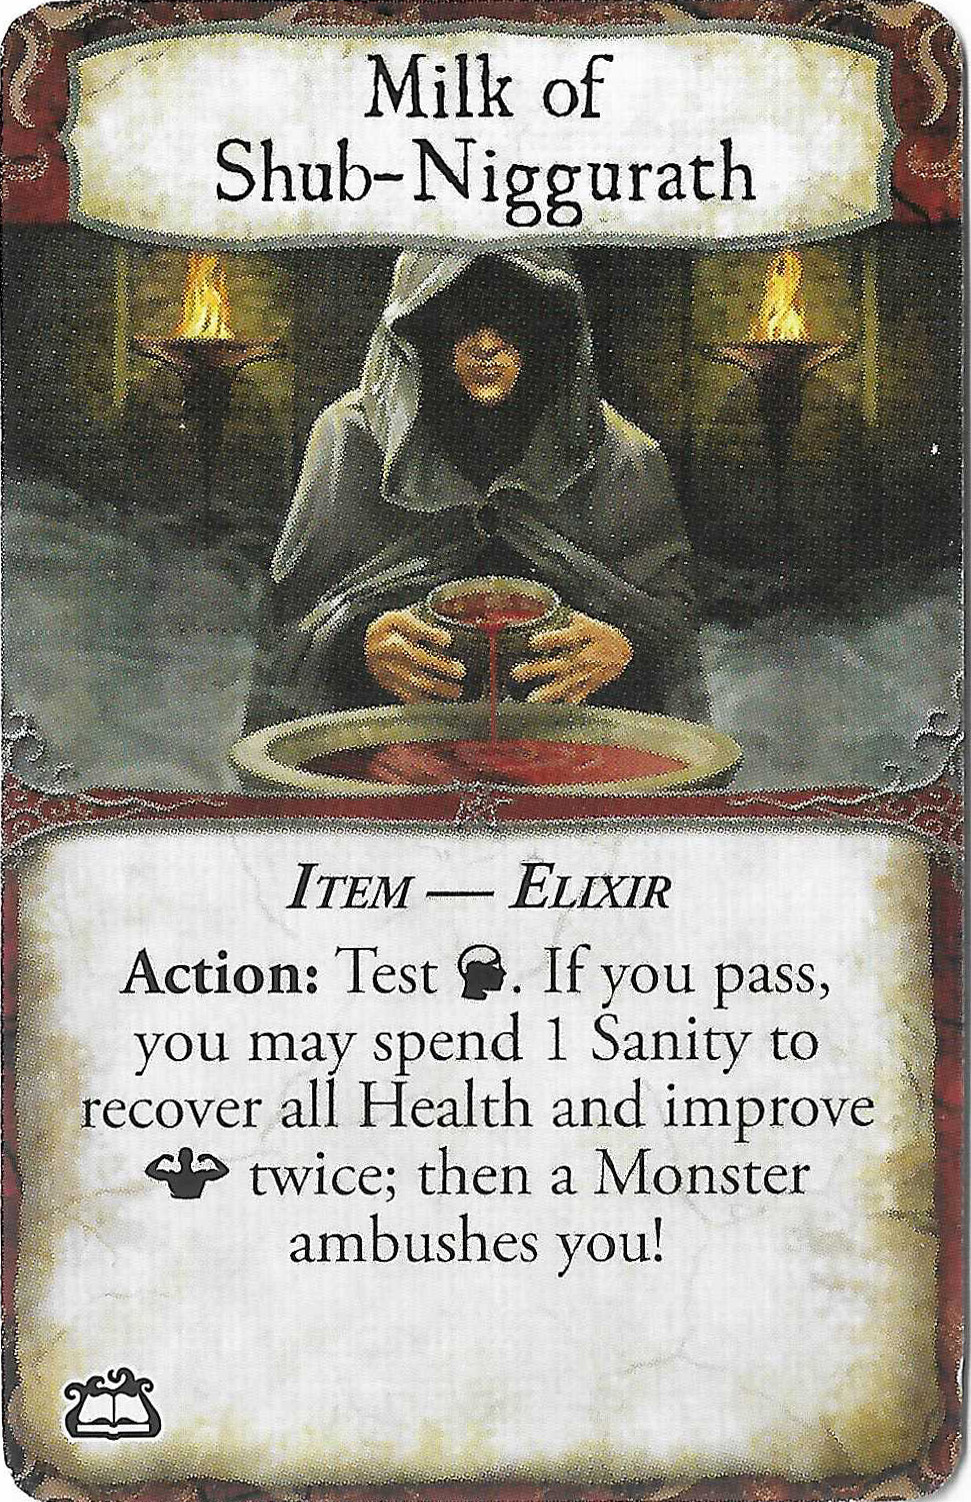 Milk of
Shub-Niggurath
Item — Elixir
Action: Test . If you pass,
you may spend 1 Sanity to
recover all Health and improve
twice; then a Monster
ambushes you!